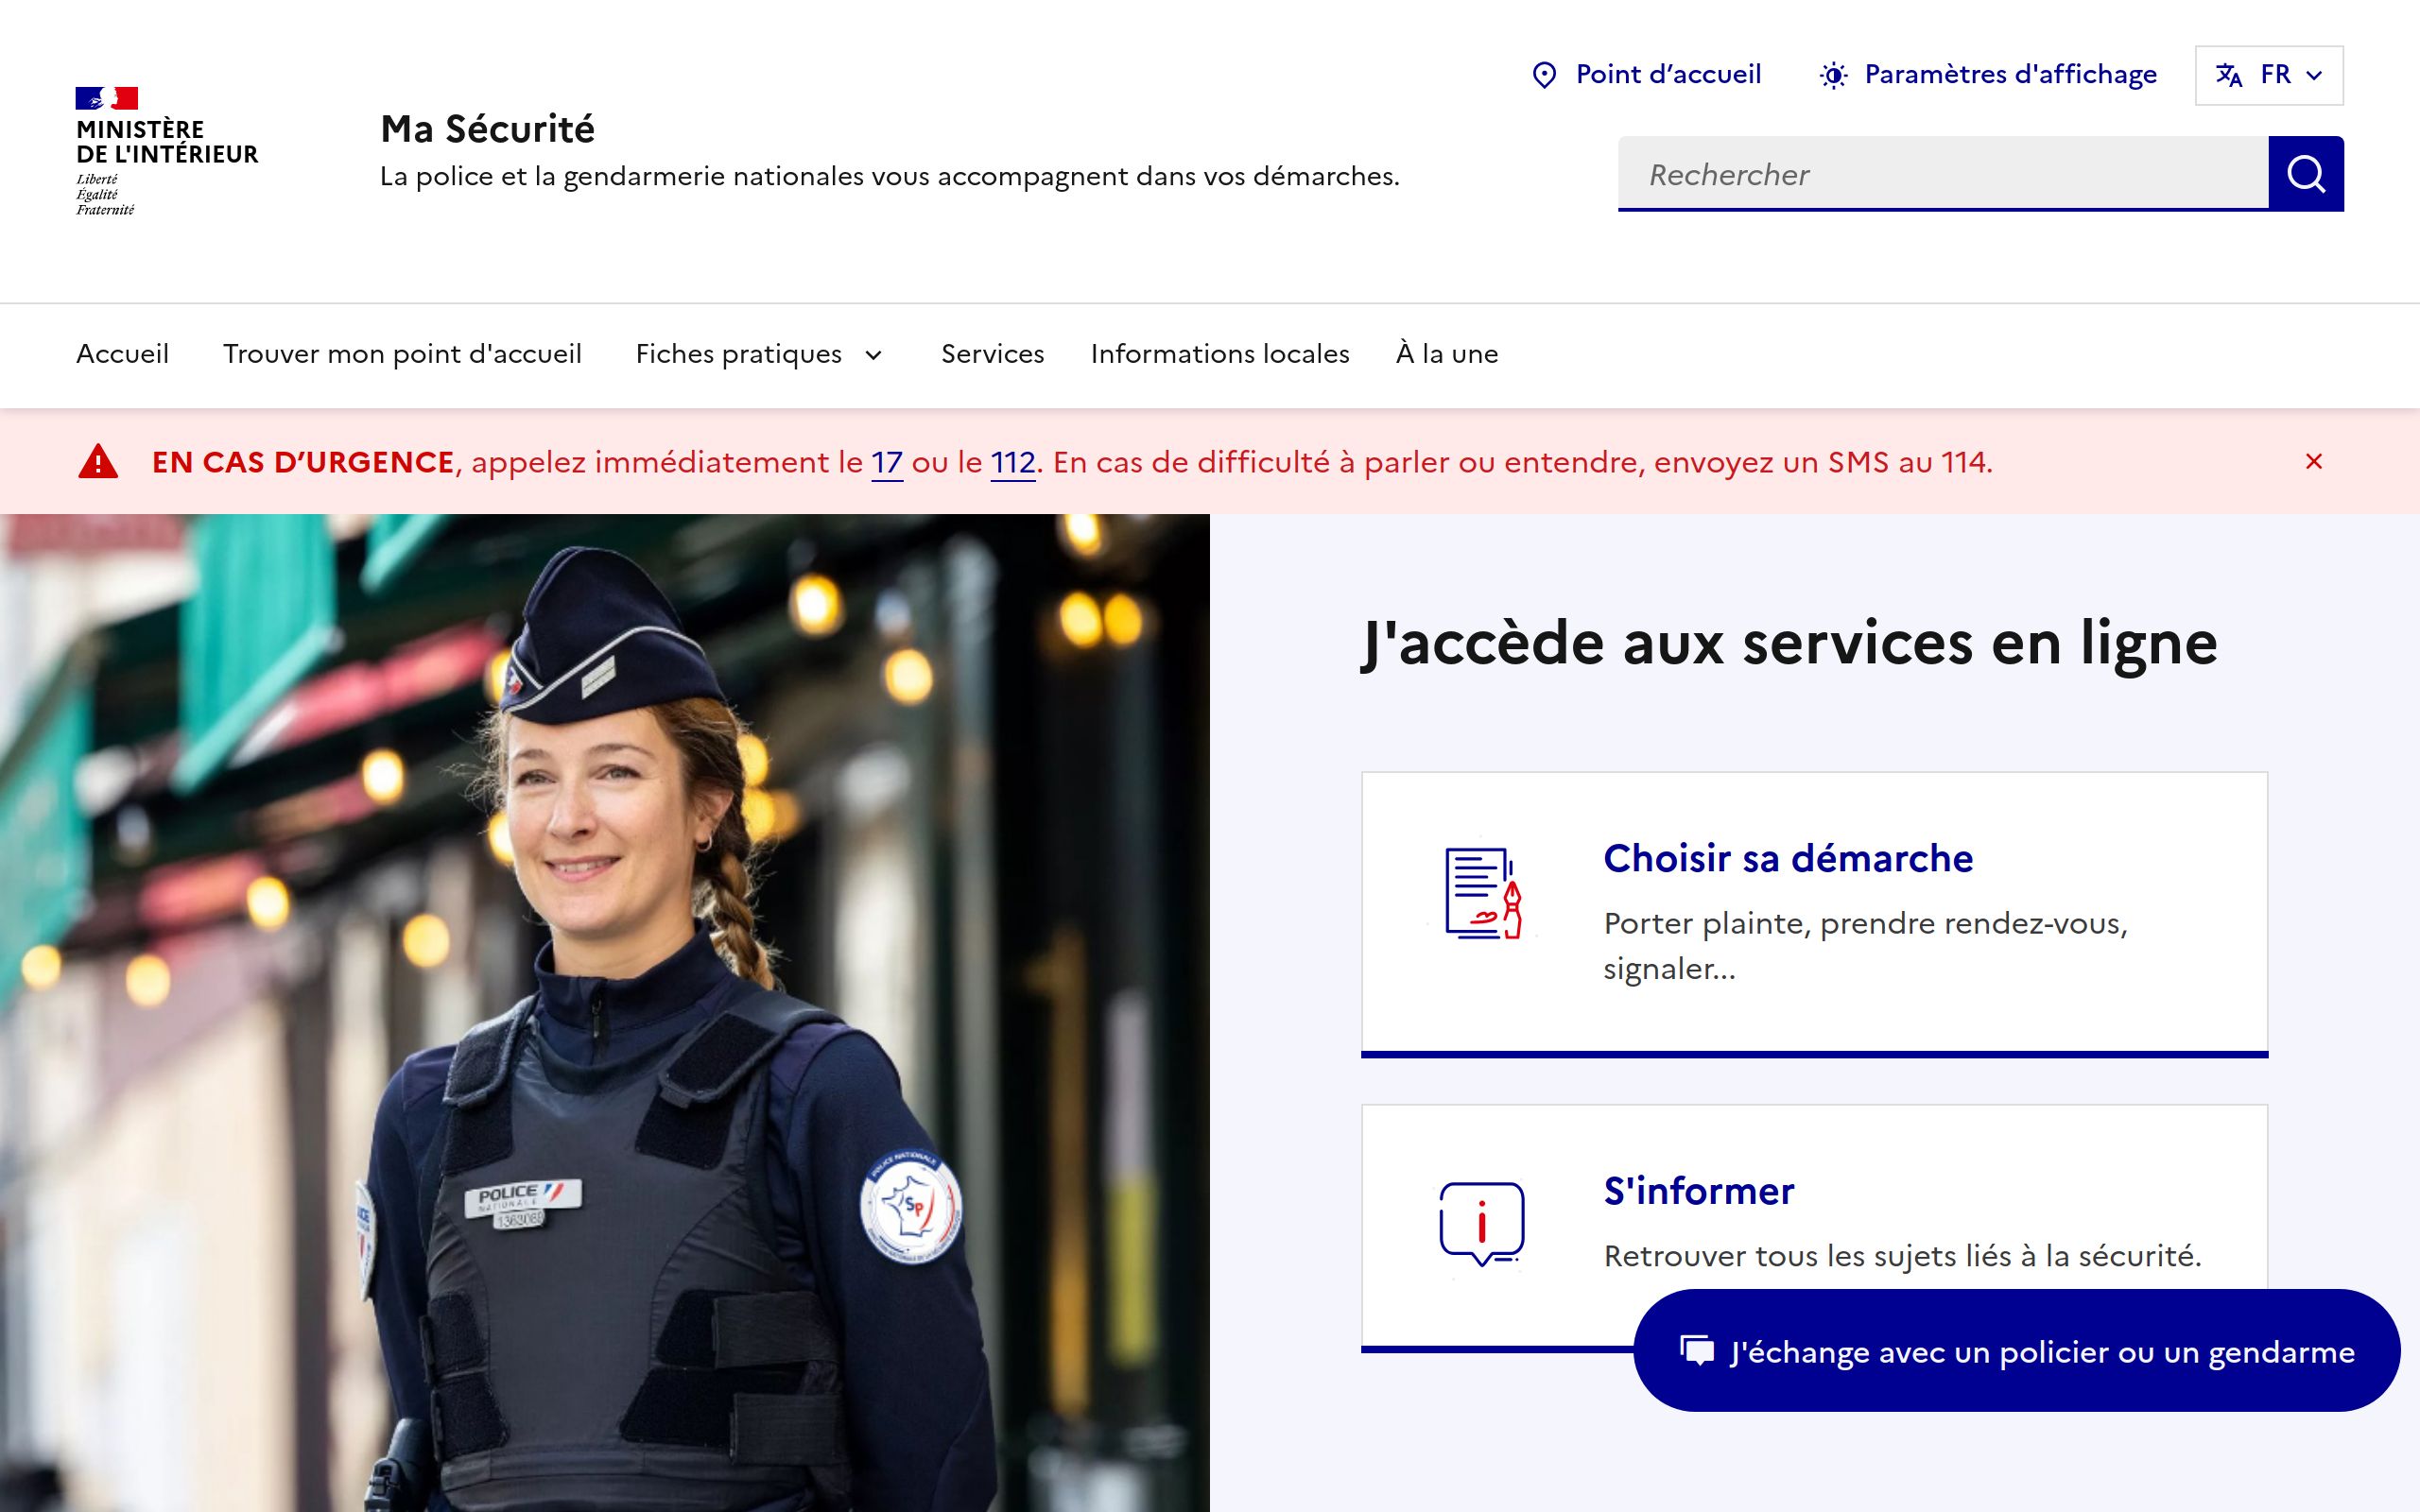 MINISTÈRE
DE L'INTÉRIEUR
Liberté
Égalité
Fraternité
Ma Sécurité
La police et la gendarmerie nationales vous accompagnent dans vos démarches.
Point d’accueil
Paramètres d'affichage
FR
Rechercher
Accueil
Trouver mon point d'accueil
Fiches pratiques
Services
Informations locales
À la une
EN CAS D’URGENCE, appelez immédiatement le 17 ou le 112. En cas de difficulté à parler ou entendre, envoyez un SMS au 114.
J'accède aux services en ligne
Choisir sa démarche
Porter plainte, prendre rendez-vous,
signaler...
S'informer
Retrouver tous les sujets liés à la sécurité.
J'échange avec un policier ou un gendarme
POLICE
NATIONALE
POLICE NATIONALE
SP